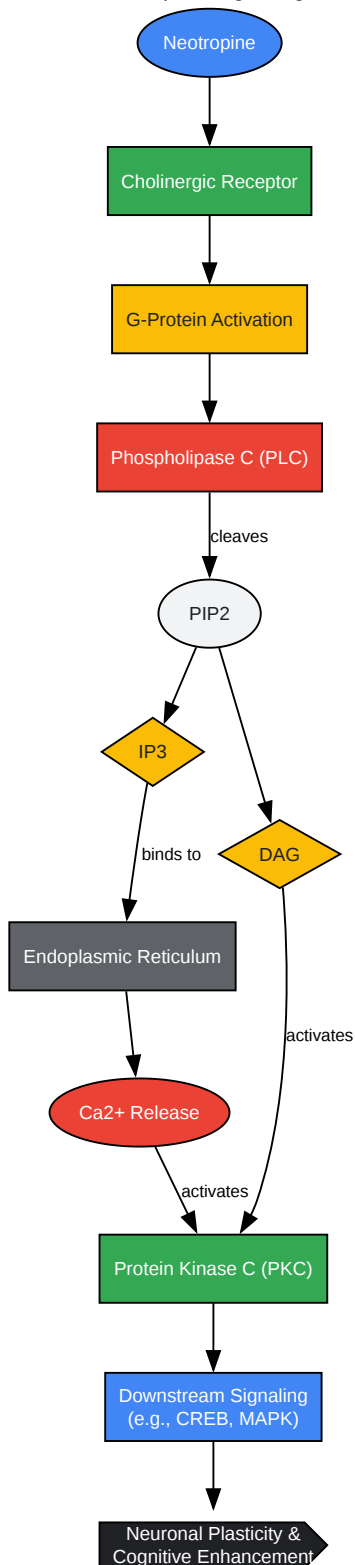 Neotropine
Cholinergic Receptor
G-Protein Activation
Phospholipase C (PLC)
cleaves
PIP2
IP3
binds to
DAG
Endoplasmic Reticulum
activates
Ca2+ Release
activates
Protein Kinase C (PKC)
Downstream Signaling
(e.g., CREB, MAPK)
Neuronal Plasticity &
Cognitive Enhancement